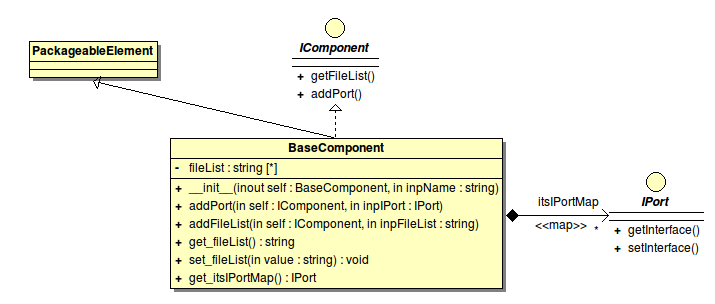 PackageableElement
IComponent
+ getFileList()
+ addPort()
BaseComponent
- fileList : string [*]
+ __init__(inout self : BaseComponent, in inpName : string)
+ addPort(in self : IComponent, in inpIPort : IPort)
+ addFileList(in self : IComponent, in inpFileList : string)
+ get_fileList() : string
+ set_fileList(in value : string) : void
+ get_itsIPortMap() : IPort
itsIPortMap
<<map>> *
IPort
+ getInterface()
+ setInterface()